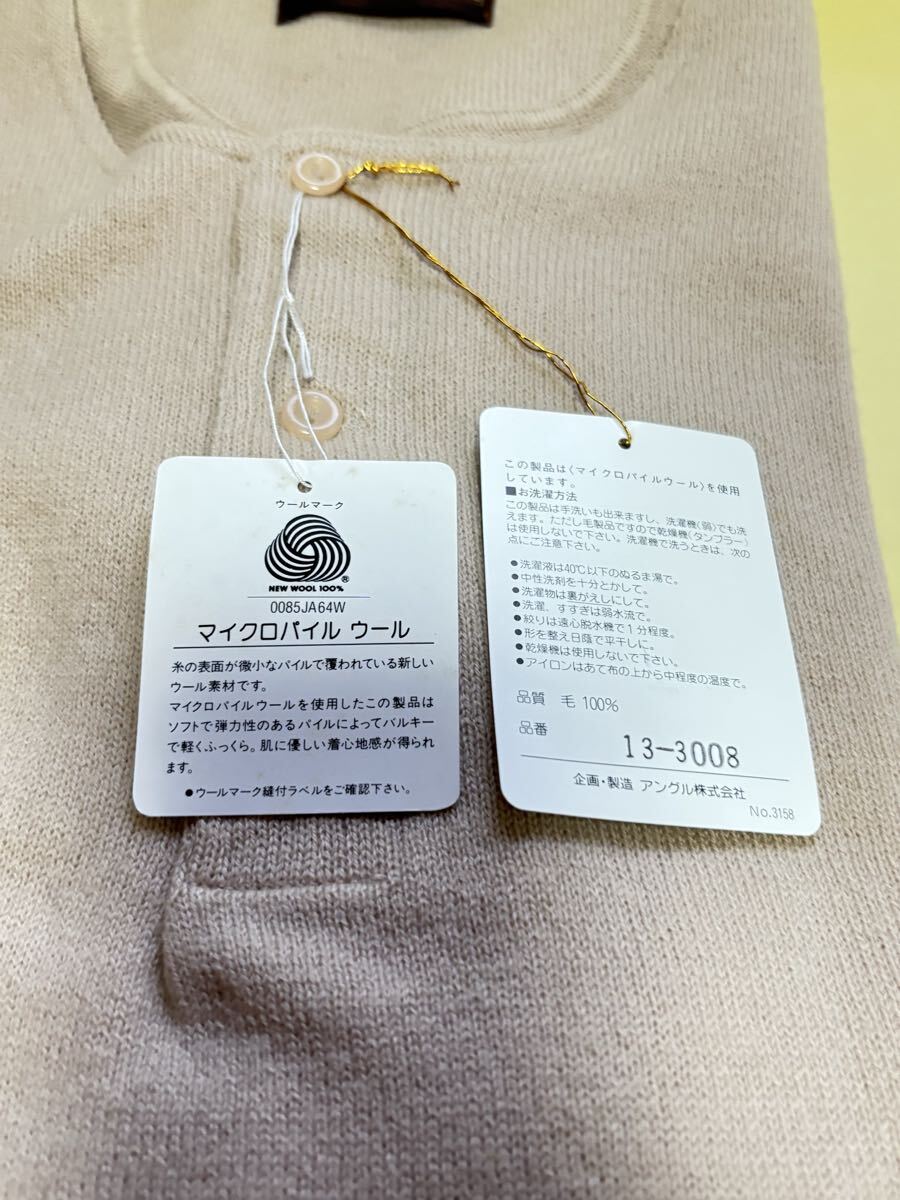 ウールマーク
NEW WOOL 100%
®
0085JA64W
マイクロパイル ウール
糸の表面が微小なパイルで覆われている新しい
ウール素材です。
マイクロパイルウールを使用したこの製品は
ソフトで弾力性のあるパイルによってバルキー
で軽くふっくら。肌に優しい着心地感が得られ
ます。
●ウールマーク縫付ラベルをご確認下さい。
この製品は〈マイクロパイルウール〉を使用
しています。
■お洗濯方法
この製品は手洗いも出来ますし、洗濯機(弱)でも洗
えます。ただし毛製品ですので乾燥機(タンブラー)
は使用しないで下さい。洗濯機で洗うときは、次の
点にご注意下さい。
●洗濯液は40℃以下のぬるま湯で。
●中性洗剤を十分とかして。
●洗濯物は裏がえしにして。
●洗濯、すすぎは弱水流で。
●絞りは遠心脱水機で1分程度。
●形を整え日蔭で平干しに。
●乾燥機は使用しないで下さい。
●アイロンはあて布の上から中程度の温度で。
品質 毛 100%
品番 13-3008
企画・製造 アングル株式会社
No.3158